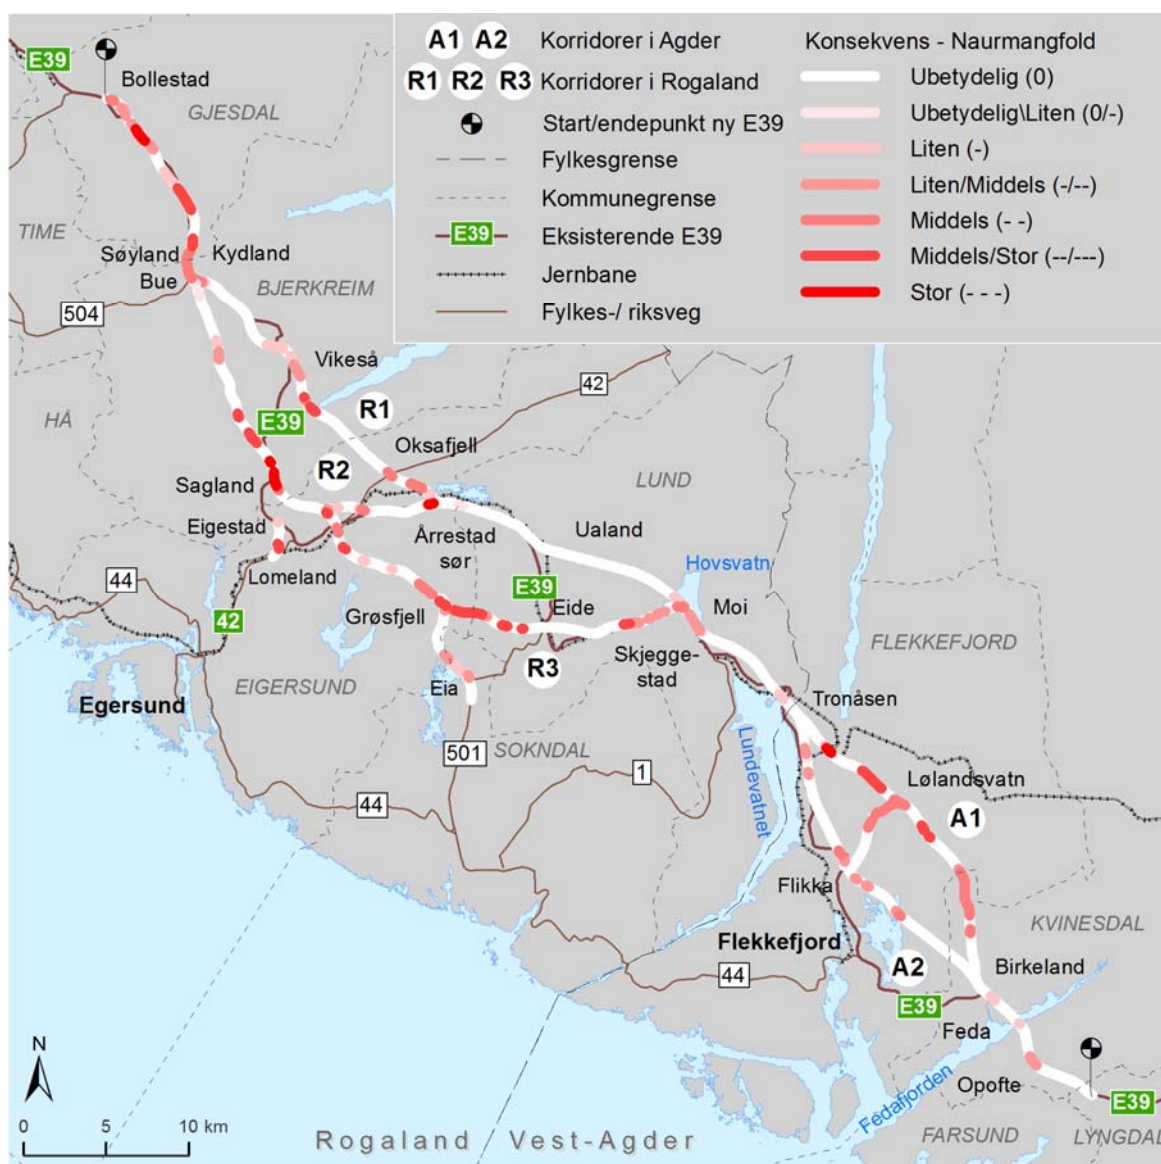 A1 A2 Korridorer i Agder
R1 R2 R3 Korridorer i Rogaland
Start/endepunkt ny E39
Fylkesgrense
Kommunegrense
E39 Eksisterende E39
Jernbane
Fylkes-/ riksveg
Konsekvens - Naurmangfold
Ubetydelig (0)
Ubetydelig\Liten (0/-)
Liten (-)
Liten/Middels (-/--)
Middels (- -)
Middels/Stor (--/---)
Stor (- - -)
E39
Bollestad
GJESDAL
TIME
Søyland
Kydland
Bue
BJERKREIM
504
Vikeså
HÅ
42
R1
E39
Oksafjell
R2
Sagland
LUND
Eigestad
Årrestad
sør
Ualand
Hovsvatn
Lomeland
44
E39
42
Grøsfjell
Eide
Moi
FLEKKEFJORD
Skjegge-
stad
R3
EIGERSUND
Eia
Egersund
Tronåsen
501
SOKNDAL
1
Lundevatnet
Lølandsvatn
44
A1
Flikka
KVINESDAL
Flekkefjord
A2
Birkeland
44
E39
Feda
N
Opofte
Fedafjorden
E39
0 5 10 km
Rogaland Vest-Agder
FARSUND
LYNGDAL